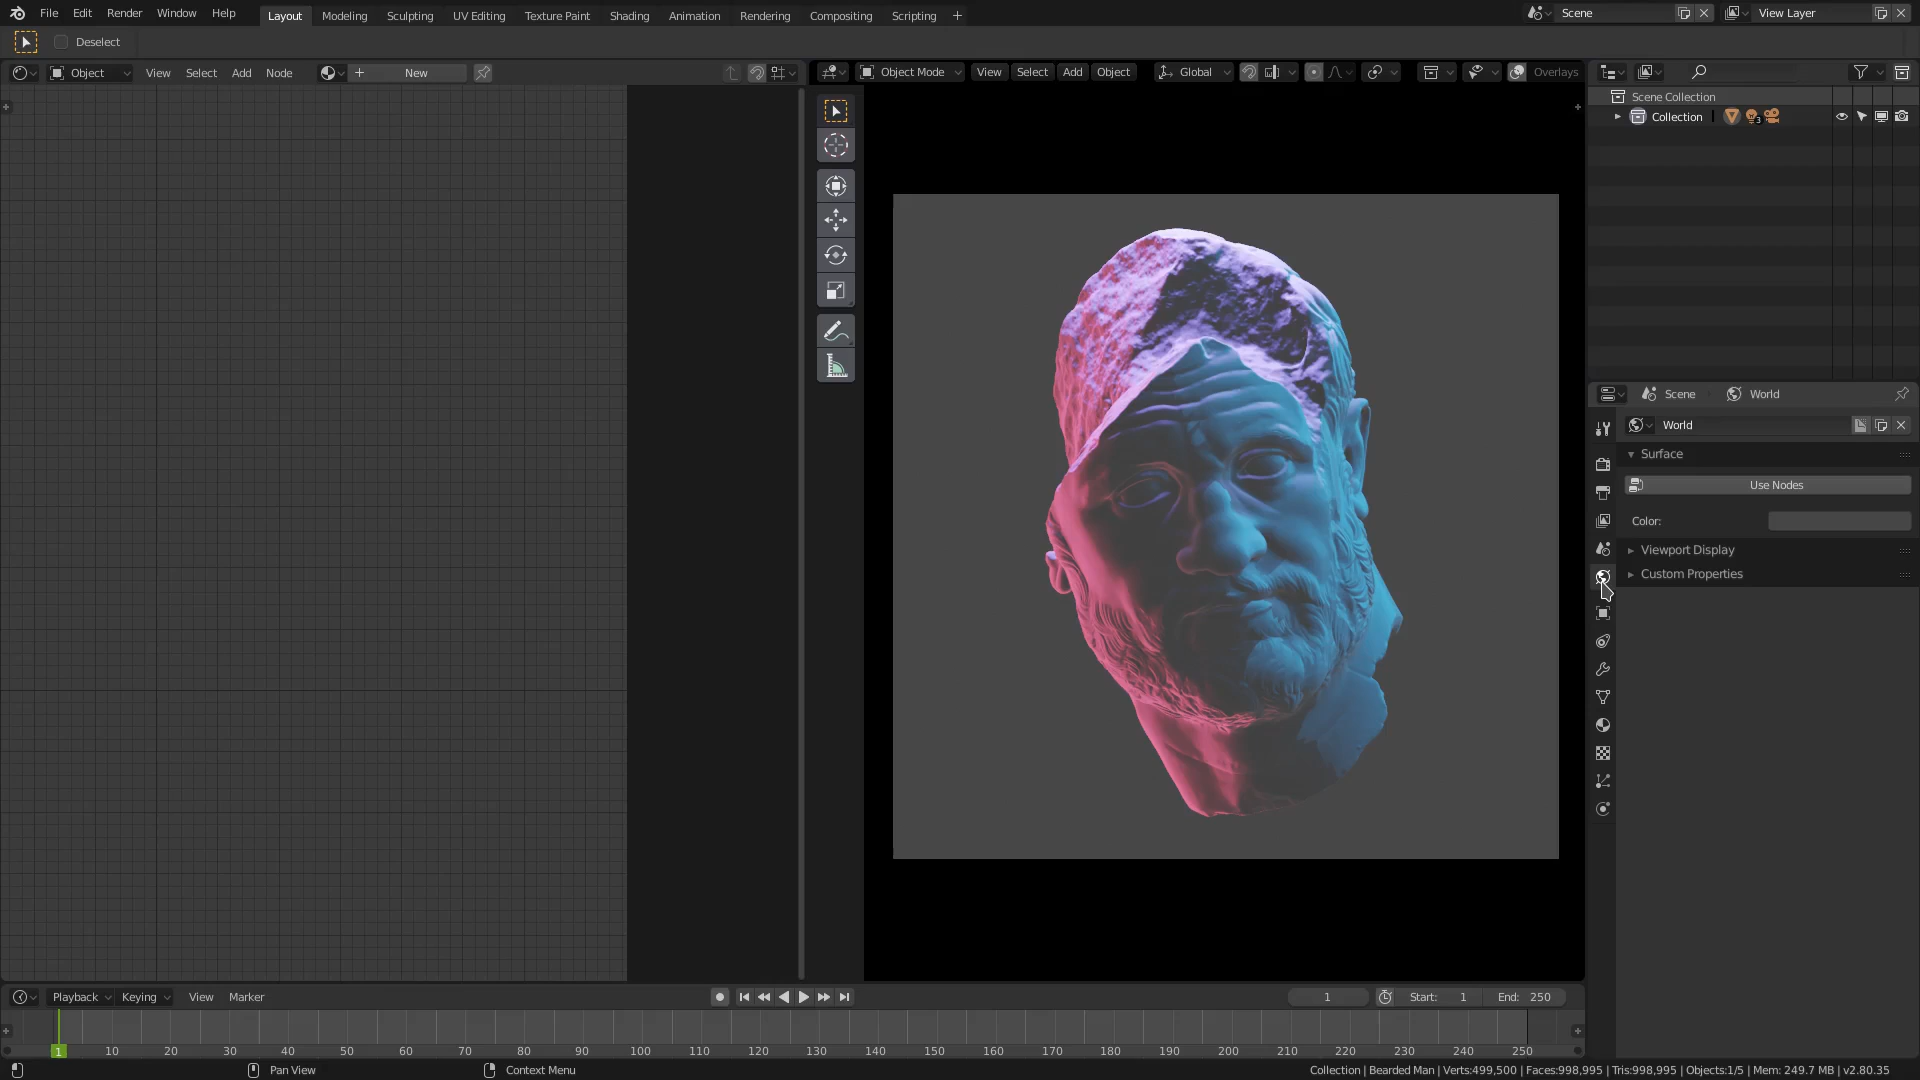 File Edit Render Window Help Layout Modeling Sculpting UV Editing Texture Paint Shading Animation Rendering Compositing Scripting + Scene View Layer
Deselect
Object View Select Add Node New Object Mode View Select Add Object Global Overlays
Scene Collection
Collection 3
Scene World
World
Surface
Use Nodes
Color:
Viewport Display
Custom Properties
Playback Keying View Marker 1 Start: 1 End: 250
1 10 20 30 40 50 60 70 80 90 100 110 120 130 140 150 160 170 180 190 200 210 220 230 240 250
Pan View Context Menu Collection | Bearded Man | Verts:499,500 | Faces:998,995 | Tris:998,995 | Objects:1/5 | Mem: 249.7 MB | v2.80.35